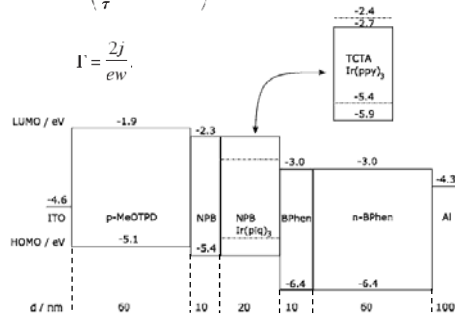 τ
Γ = 2j / ew.
-2.4
-2.7
TCTA
Ir(ppy)3
-5.4
-5.9
LUMO / eV
-1.9
-2.3
-3.0
-3.0
-4.3
-4.6
ITO
p-MeOTPD
NPB
NPB
Ir(piq)3
BPhen
n-BPhen
Al
HOMO / eV
-5.1
-5.4
-6.4
-6.4
d / nm
60
10
20
10
60
100